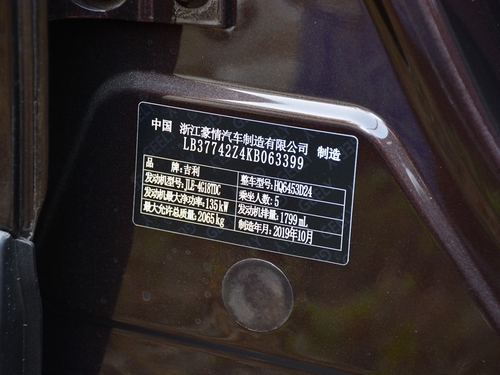 中国 浙江豪情汽车制造有限公司 制造
LB37742Z4KB063399
品 牌:吉利
发动机型号:JLE-4G18TDC 整车型号:HQ6453D24
发动机最大净功率:135kW 乘坐人数:5
最大允许总质量:2065kg 发动机排量:1799mL
制造年月:2019年10月